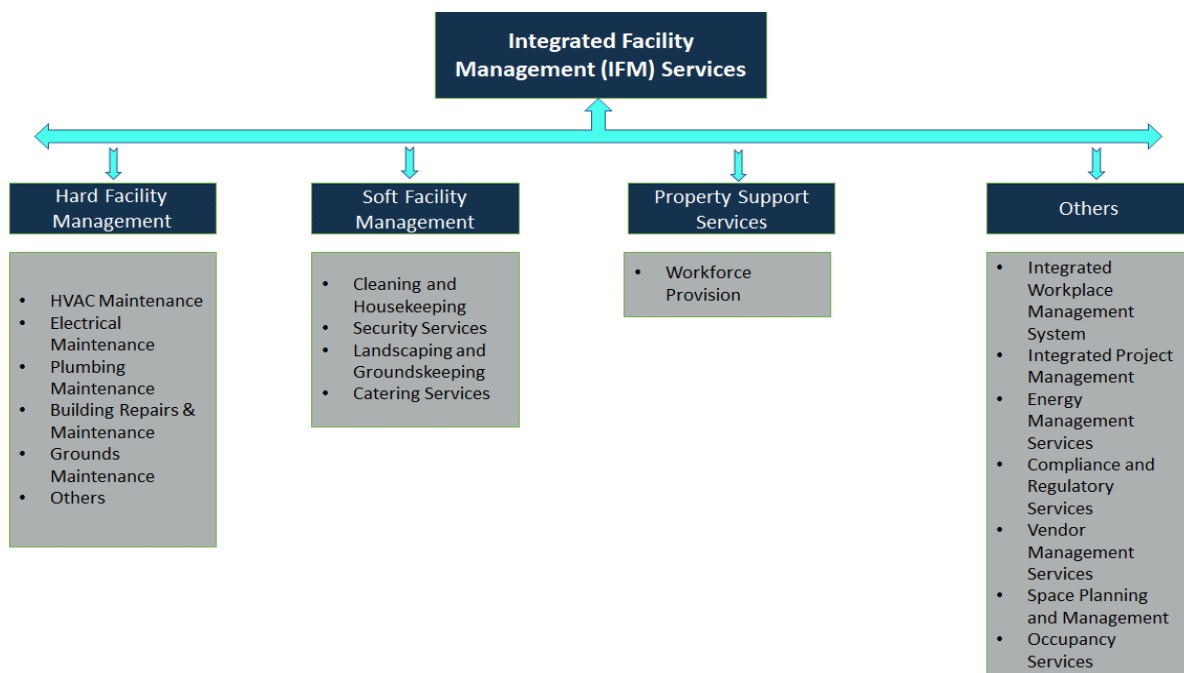 Integrated Facility
Management (IFM) Services
Hard Facility
Management
• HVAC Maintenance
• Electrical
Maintenance
• Plumbing
Maintenance
• Building Repairs &
Maintenance
• Grounds
Maintenance
• Others
Soft Facility
Management
• Cleaning and
Housekeeping
• Security Services
• Landscaping and
Groundskeeping
• Catering Services
Property Support
Services
• Workforce
Provision
Others
• Integrated
Workplace
Management
System
• Integrated Project
Management
• Energy
Management
Services
• Compliance and
Regulatory
Services
• Vendor
Management
Services
• Space Planning
and Management
• Occupancy
Services